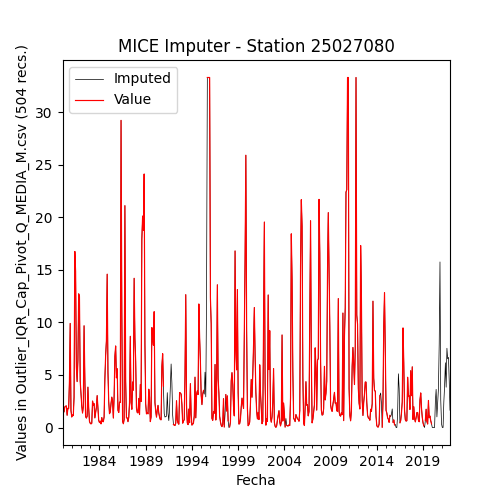 MICE Imputer - Station 25027080
Imputed
Value
Values in Outlier_IQR_Cap_Pivot_Q_MEDIA_M.csv (504 recs.)
30
25
20
15
10
5
0
1984 1989 1994 1999 2004 2009 2014 2019
Fecha